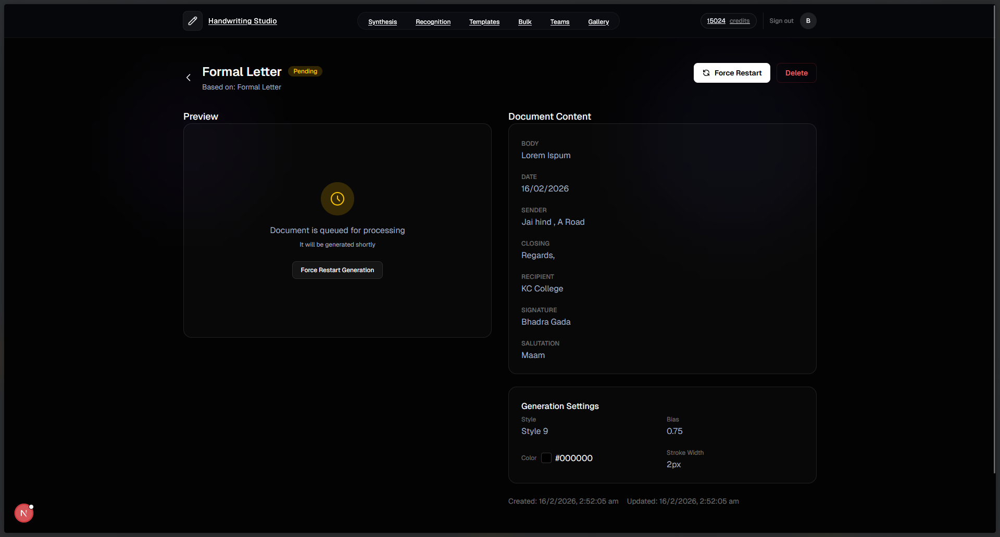 Handwriting Studio
Synthesis Recognition Templates Bulk Teams Gallery
15024 credits Sign out B
Formal Letter Pending
Based on: Formal Letter
Force Restart Delete
Preview
Document is queued for processing
It will be generated shortly
Force Restart Generation
Document Content
BODY
Lorem Ispum
DATE
16/02/2026
SENDER
Jai hind , A Road
CLOSING
Regards,
RECIPIENT
KC College
SIGNATURE
Bhadra Gada
SALUTATION
Maam
Generation Settings
Style Bias
Style 9 0.75
Color #000000
Stroke Width
2px
Created: 16/2/2026, 2:52:05 am Updated: 16/2/2026, 2:52:05 am
N